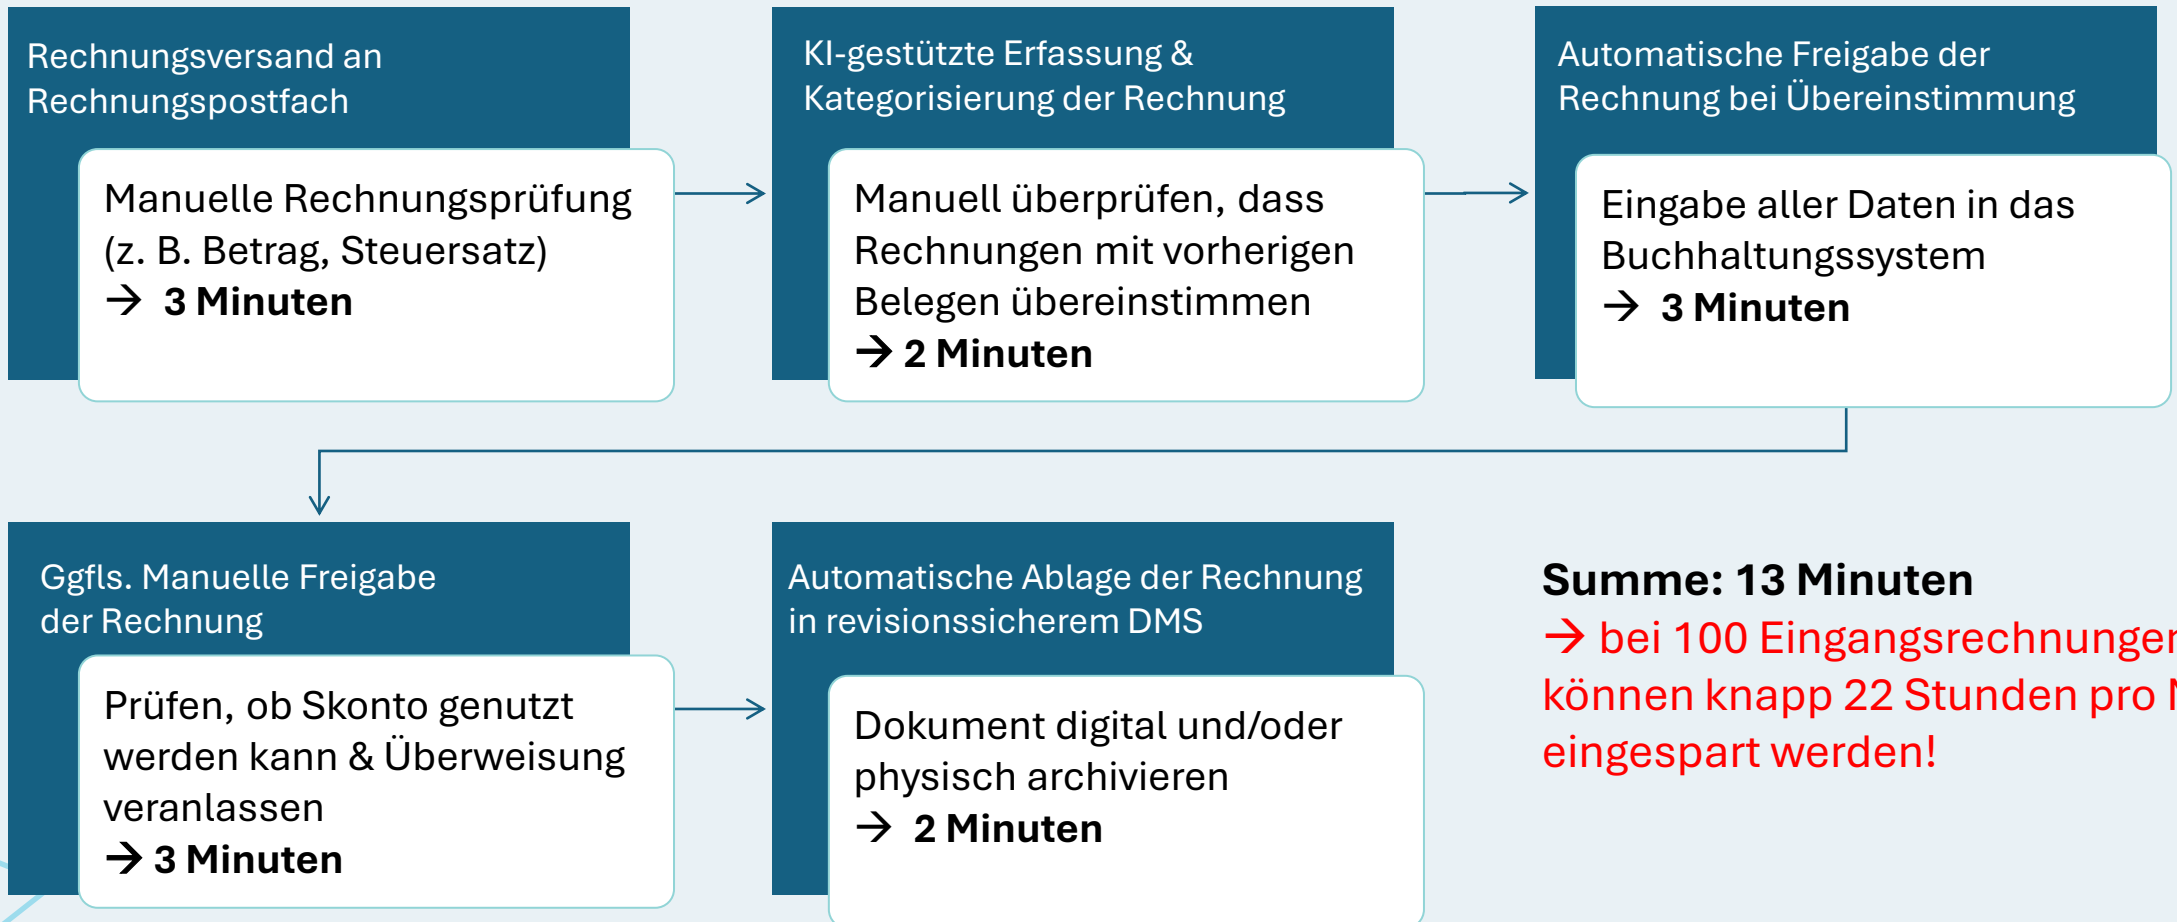 Rechnungsversand an
Rechnungspostfach
Manuelle Rechnungsprüfung
(z. B. Betrag, Steuersatz)
→ 3 Minuten
KI-gestützte Erfassung &
Kategorisierung der Rechnung
Manuell überprüfen, dass
Rechnungen mit vorherigen
Belegen übereinstimmen
→ 2 Minuten
Automatische Freigabe der
Rechnung bei Übereinstimmung
Eingabe aller Daten in das
Buchhaltungssystem
→ 3 Minuten
Ggfls. Manuelle Freigabe
der Rechnung
Prüfen, ob Skonto genutzt
werden kann & Überweisung
veranlassen
→ 3 Minuten
Automatische Ablage der Rechnung
in revisionssicherem DMS
Dokument digital und/oder
physisch archivieren
→ 2 Minuten
Summe: 13 Minuten
→ bei 100 Eingangsrechnungen
können knapp 22 Stunden pro
eingespart werden!